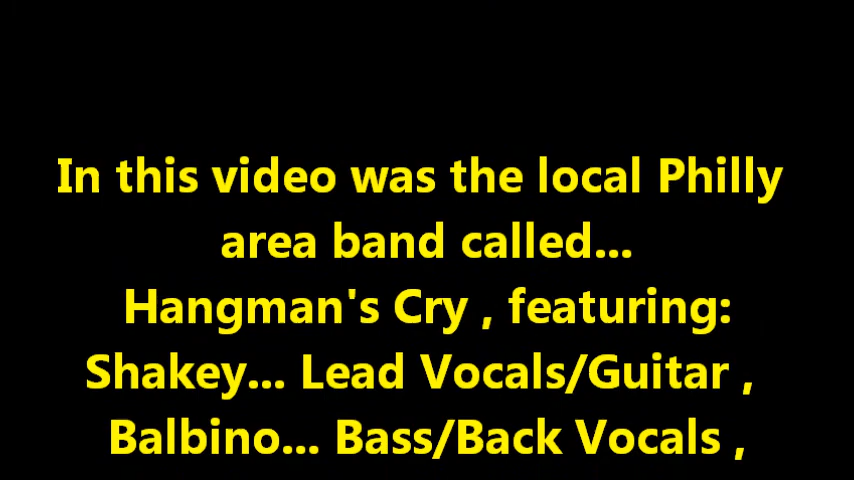 In this video was the local Philly
area band called...
Hangman's Cry , featuring:
Shakey... Lead Vocals/Guitar ,
Balbino... Bass/Back Vocals ,